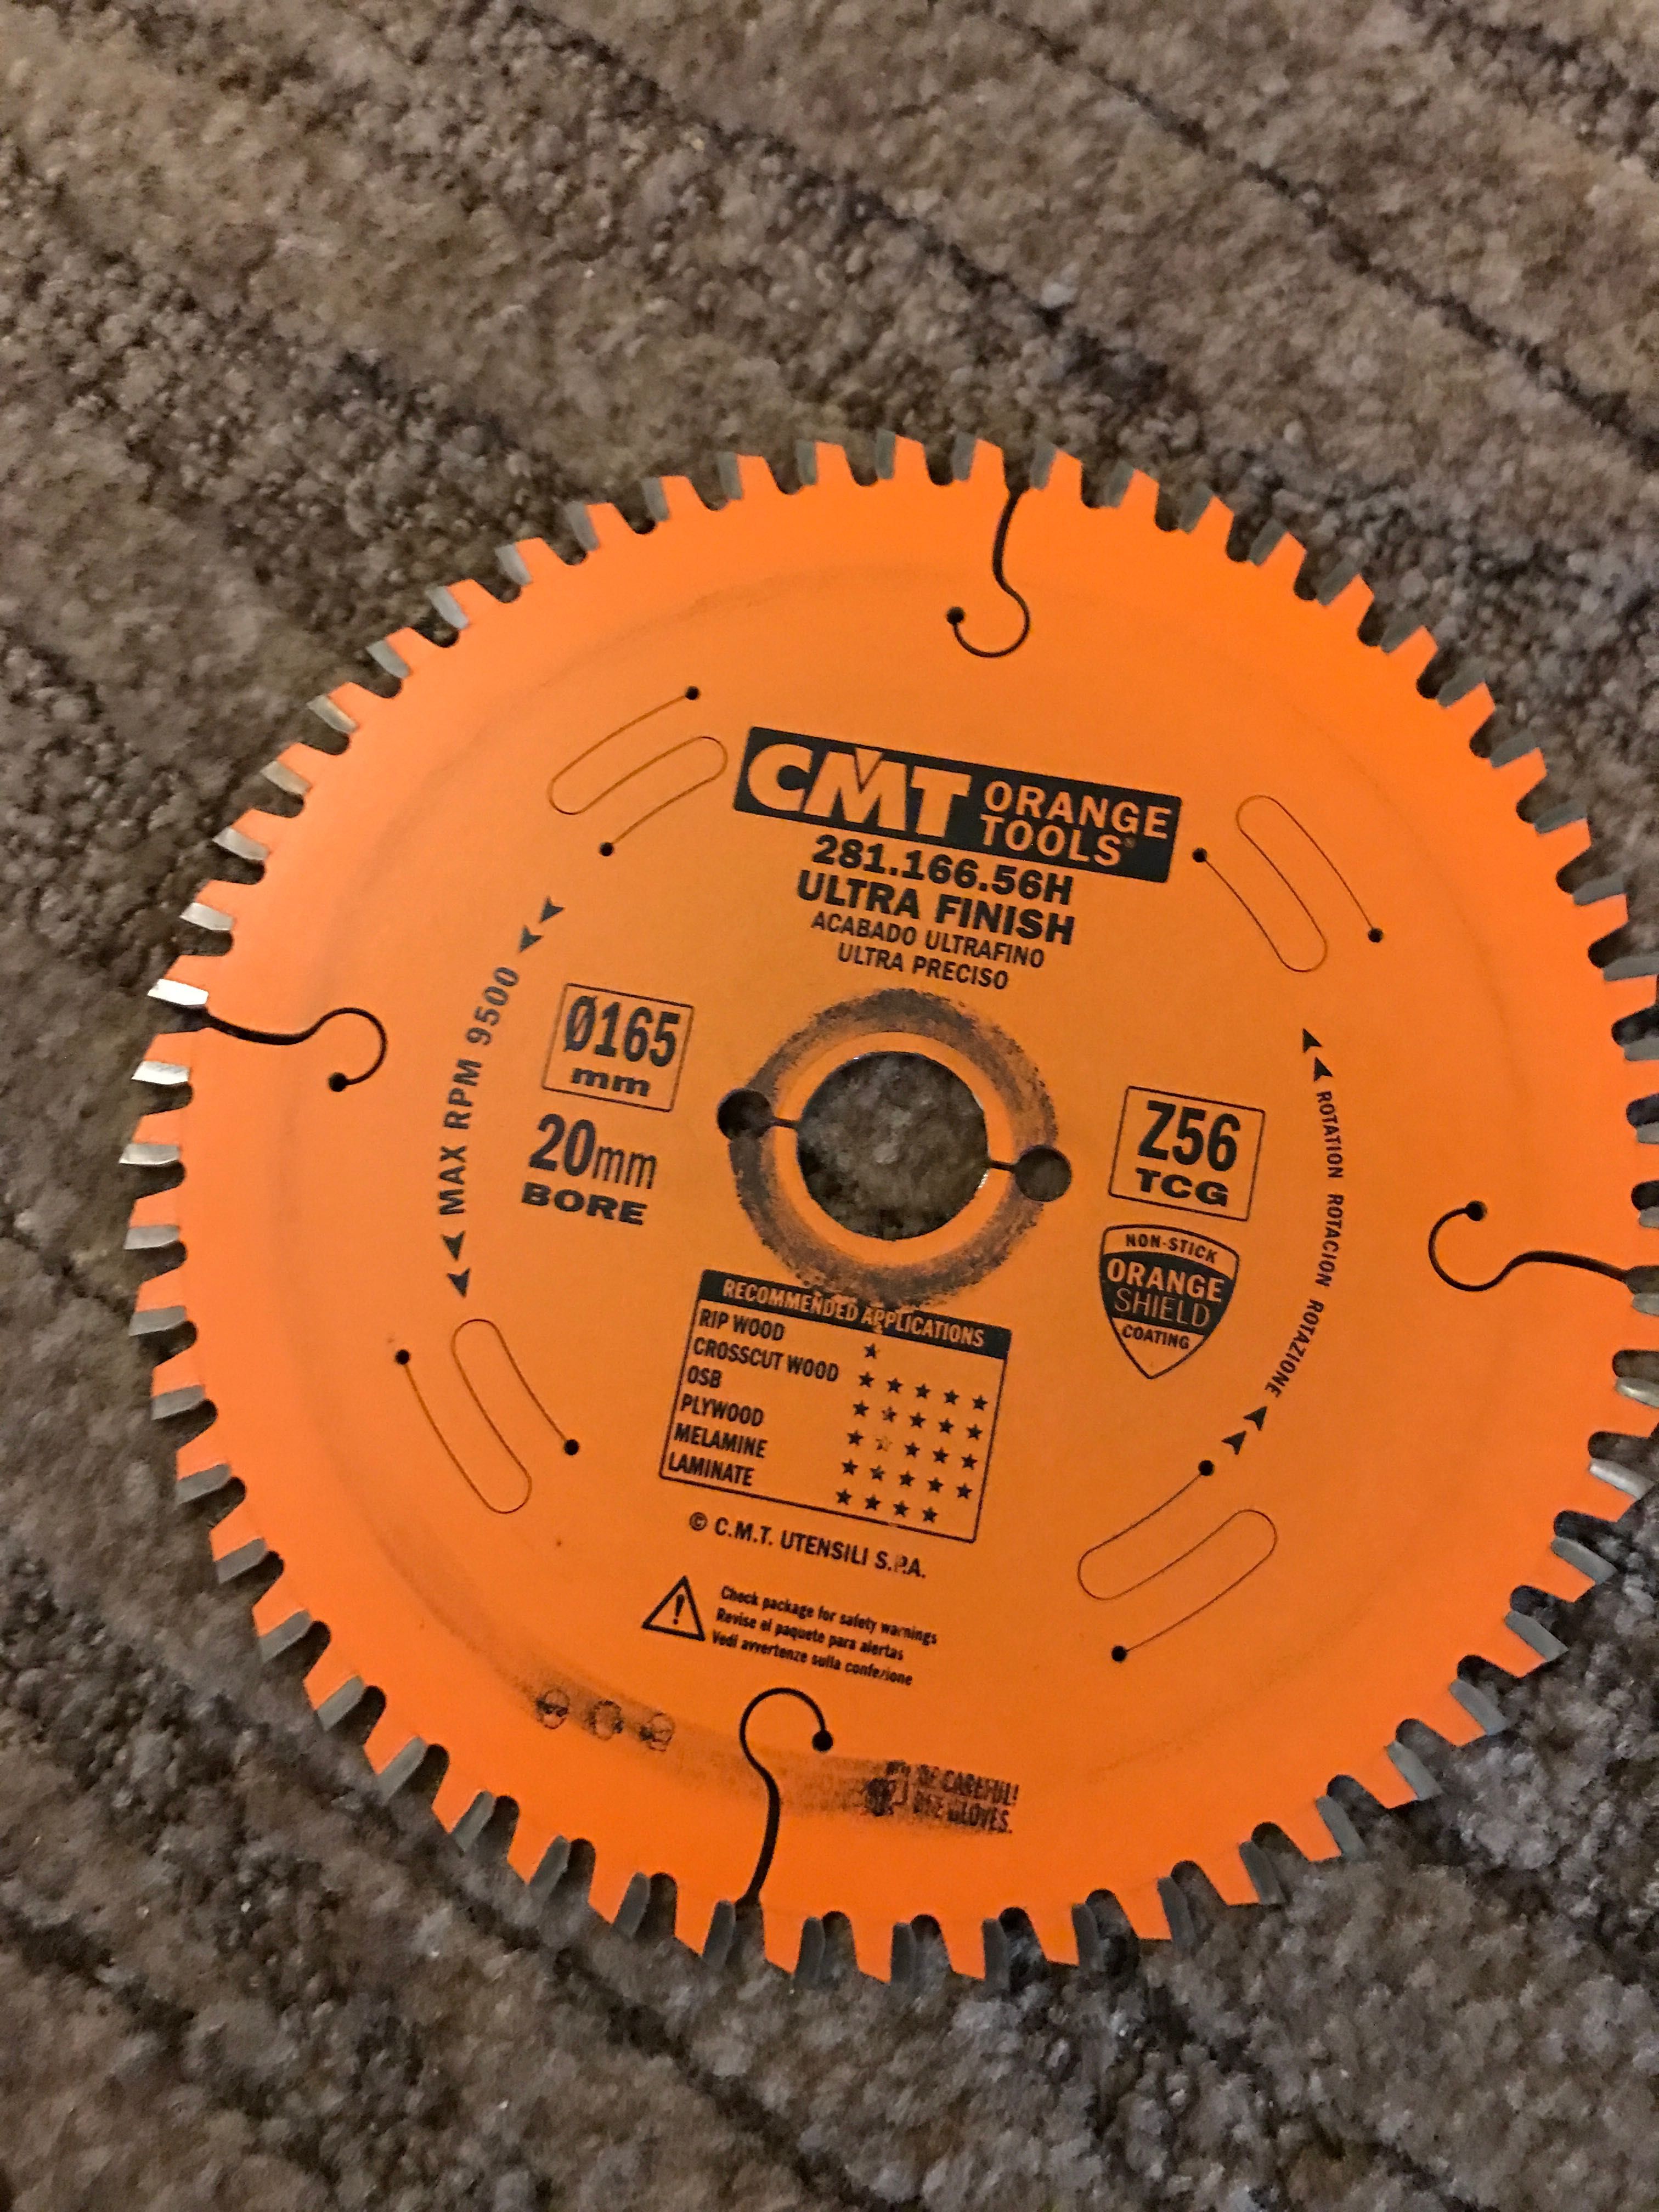 CMT ORANGE
TOOLS®
281.166.56H
ULTRA FINISH
ACABADO ULTRAFINO
ULTRA PRECISO
MAX RPM 9500
Ø165
mm
20mm
BORE
Z56
TCG
NON-STICK
ORANGE
SHIELD
COATING
ROTATION ROTACION ROTAZIONE
RECOMMENDED APPLICATIONS
RIP WOOD ★
CROSSCUT WOOD ★★★★★
OSB ★★★★★
PLYWOOD ★★★★★
MELAMINE ★★★★★
LAMINATE ★★★★
© C.M.T. UTENSILI S.P.A.
Check package for safety warnings
Revise el paquete para alertas
Vedi avvertenze sulla confezione
BE CAREFUL!
GLOVES.